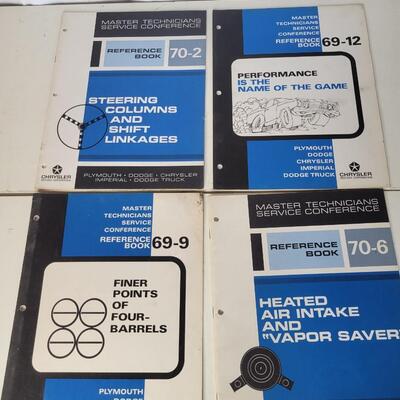 MASTER TECHNICIANS
SERVICE CONFERENCE
REFERENCE
BOOK
70-2
STEERING
COLUMNS
AND
SHIFT
LINKAGES
PLYMOUTH • DODGE • CHRYSLER
IMPERIAL • DODGE TRUCK
CHRYSLER
MASTER
TECHNICIANS
SERVICE
CONFERENCE
REFERENCE
BOOK
69-12
PERFORMANCE
IS THE
NAME OF THE GAME
PLYMOUTH
DODGE
CHRYSLER
IMPERIAL
DODGE TRUCK
CHRYSLER
MASTER
TECHNICIANS
SERVICE
CONFERENCE
REFERENCE
BOOK
69-9
FINER
POINTS
OF
FOUR-
BARRELS
PLYMOUTH
DODGE
MASTER TECHNICIANS
SERVICE CONFERENCE
REFERENCE
BOOK
70-6
HEATED
AIR INTAKE
AND
"VAPOR SAVER"